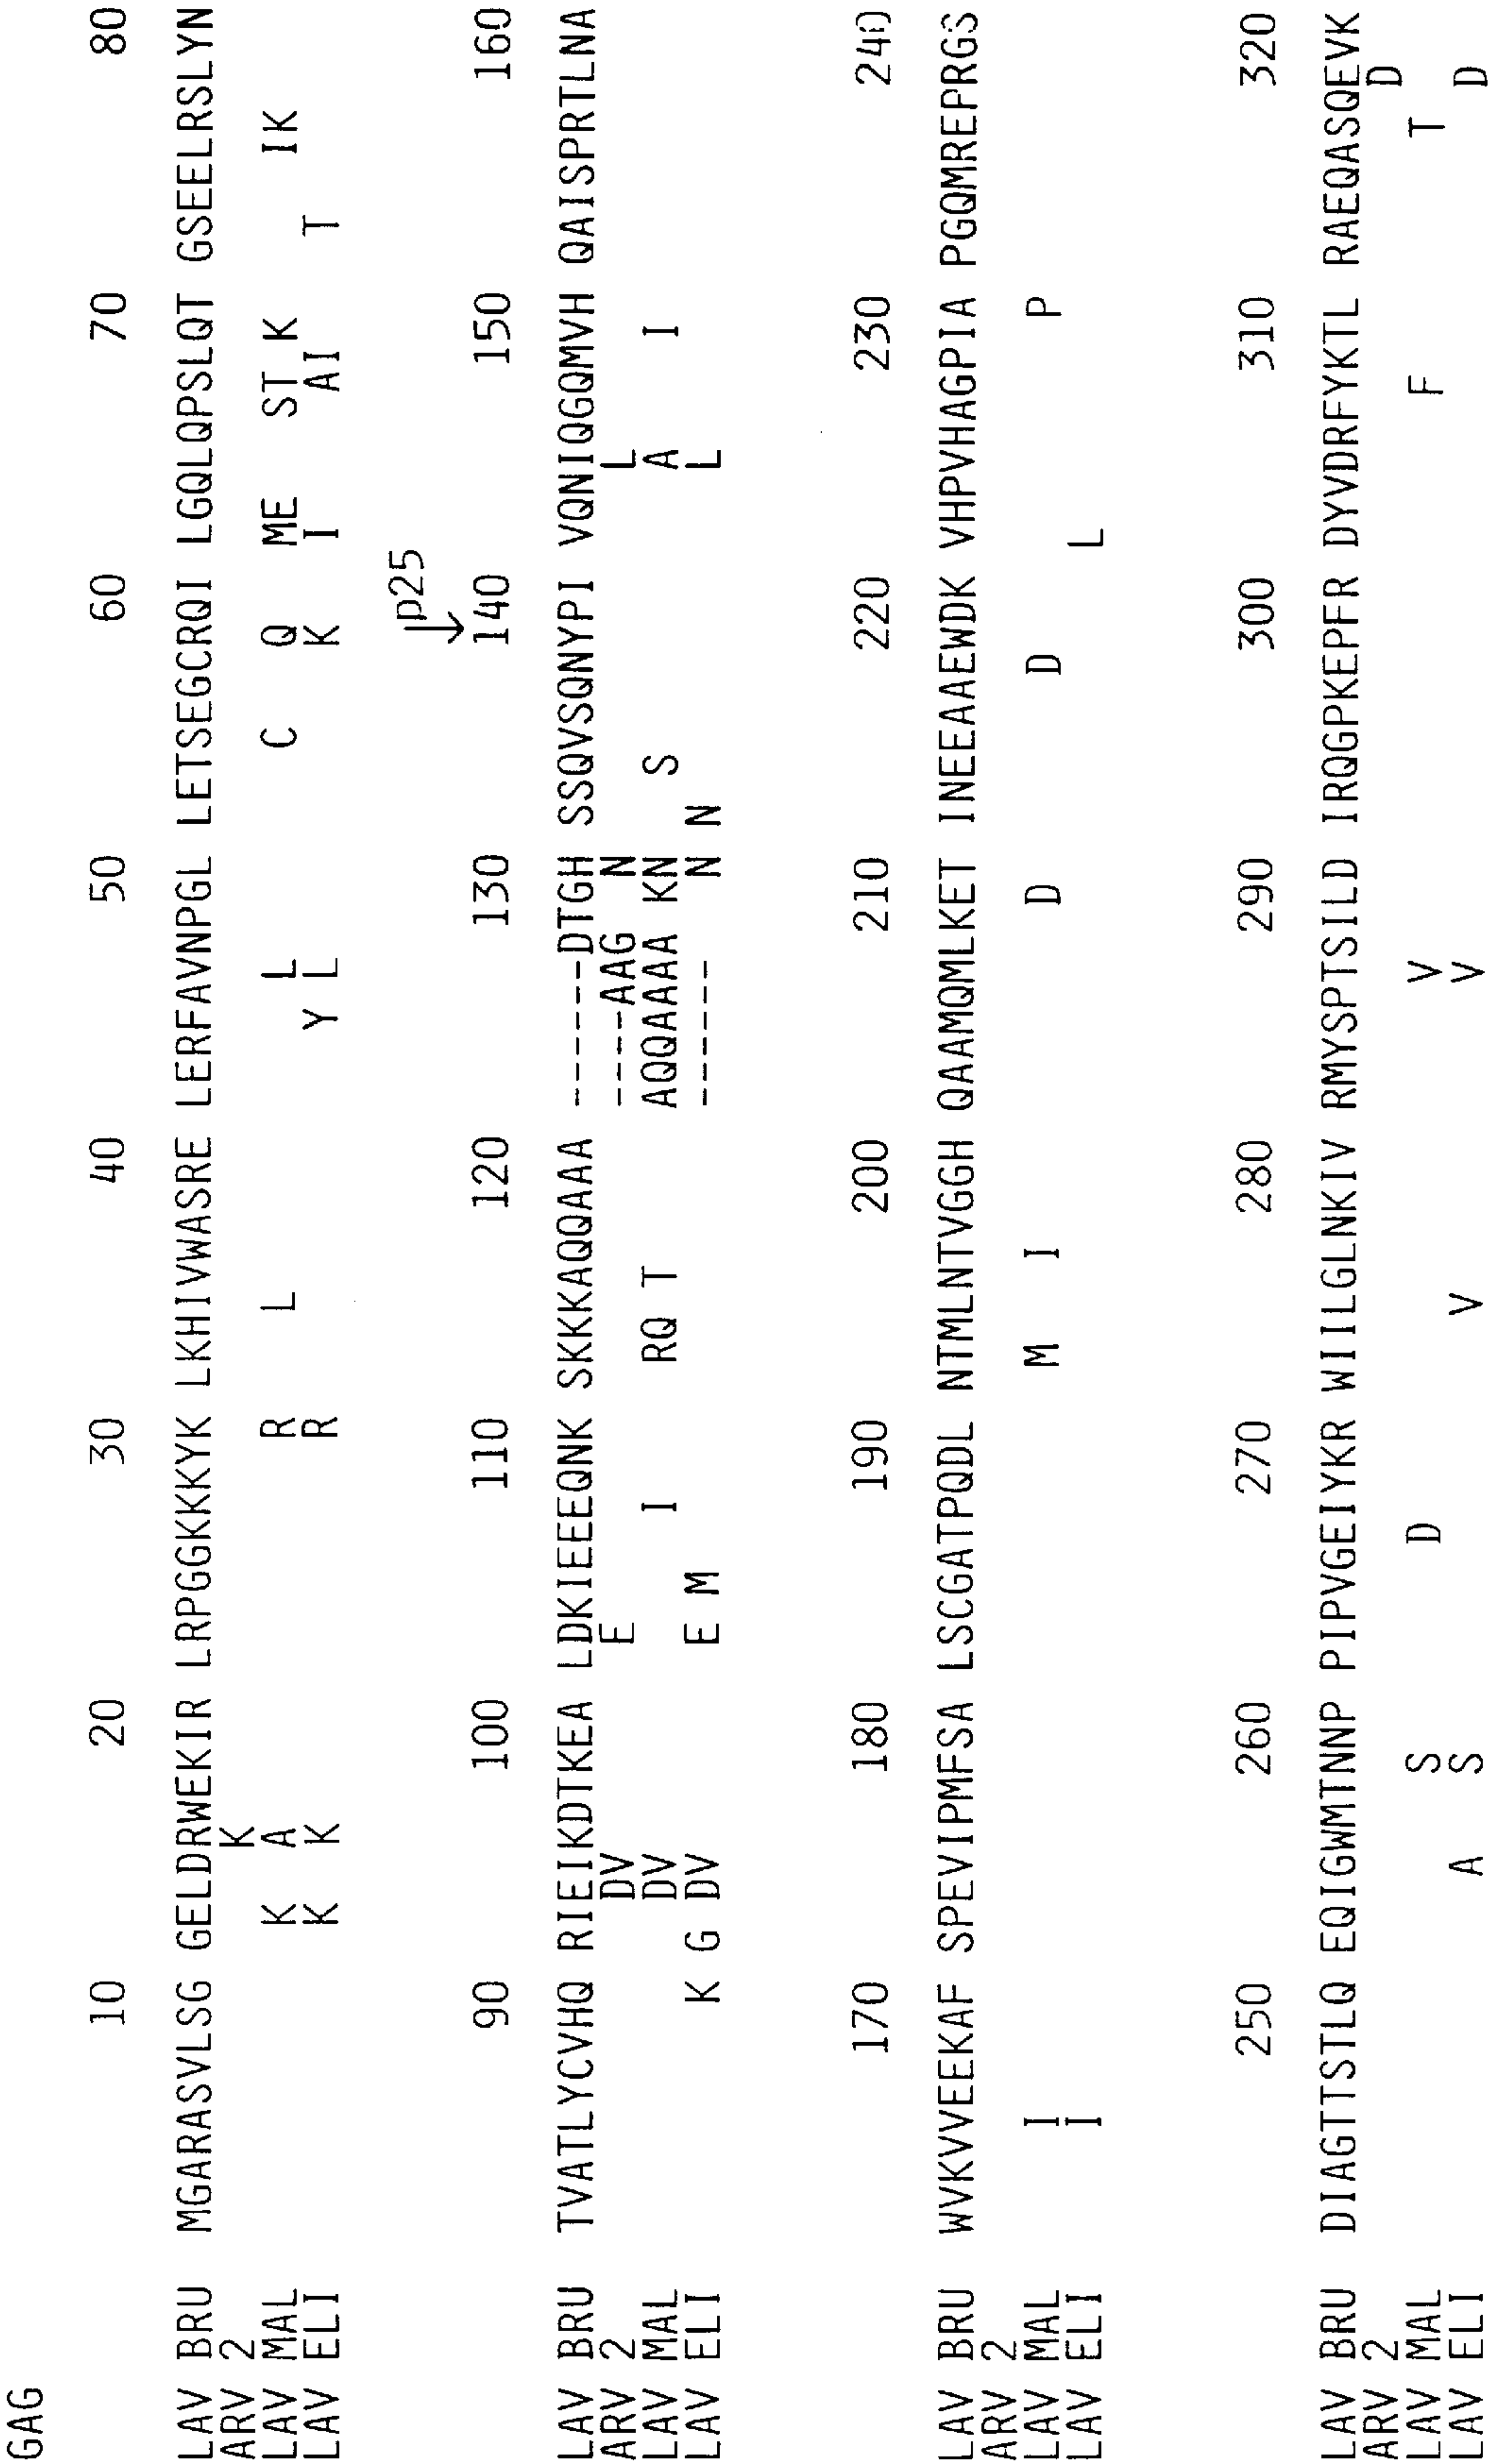 GAG
10 20 30 40 50 60 70 80
LAV BRU MGARASVLSG GELDRWEKIR LRPGGKKKYK LKHIVWASRE LERFAVNPGL LETSEGCRQI LGQLQPSLQT GSEELRSLYN
ARV 2 K
LAV MAL K A R L L C Q ME ST K IK
LAV ELI K K R Y L K I AI T
p25
90 100 110 120 130 ↓140 150 160
LAV BRU TVATLYCVHQ RIEIKDTKEA LDKIEEEQNK SKKKAQQAAA ------DTGH SSQVSQNYPI VQNIQGQMVH QAISPRTLNA
ARV 2 DV E ----AAG N L
LAV MAL DV I RQ T AQQAAAA KN S A I
LAV ELI K G DV E M ------ N N L
170 180 190 200 210 220 230 240
LAV BRU WVKVVEEKAF SPEVIPMFSA LSCGATPQDL NTMLNTVGGH QAAMQMLKET INEEAAEWDK VHPVHAGPIA PGQMREPRGS
ARV 2
LAV MAL I M I D D P
LAV ELI I L
250 260 270 280 290 300 310 320
LAV BRU DIAGTTSTLQ EQIGWMTNNP PIPVGEIYKR WIILGLNKIV RMYSPTSILD IRQGPKEPFR DYVDRFYKTL RAEQASQEVK
ARV 2 D
LAV MAL S D V F T
LAV ELI A S V V D